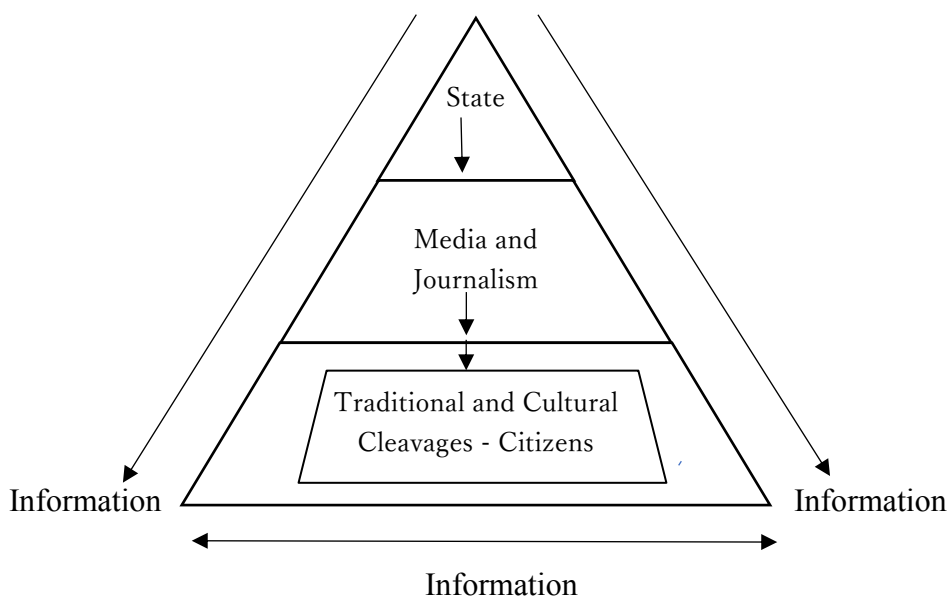 State
Media and
Journalism
Traditional and Cultural
Cleavages - Citizens
Information
Information
Information